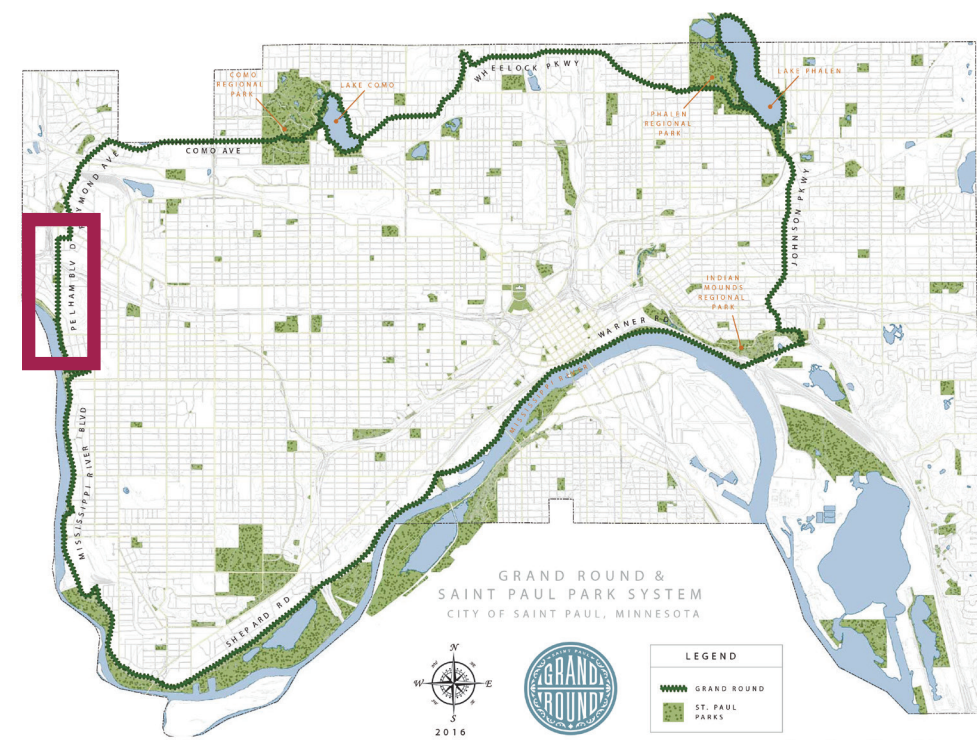 COMO
REGIONAL
PARK
LAKE COMO
WHEELOCK PKWY
LAKE PHALEN
PHALEN
REGIONAL
PARK
COMO AVE
RAYMOND AVE
JOHNSON PKWY
PELHAM BLVD
INDIAN
MOUNDS
REGIONAL
PARK
WARNER RD
MISSISSIPPI RIVER BLVD
SHEPARD RD
GRAND ROUND &
SAINT PAUL PARK SYSTEM
CITY OF SAINT PAUL, MINNESOTA
N
W
E
S
2016
SAINT PAUL
GRAND
ROUND
LEGEND
GRAND ROUND
ST. PAUL
PARKS